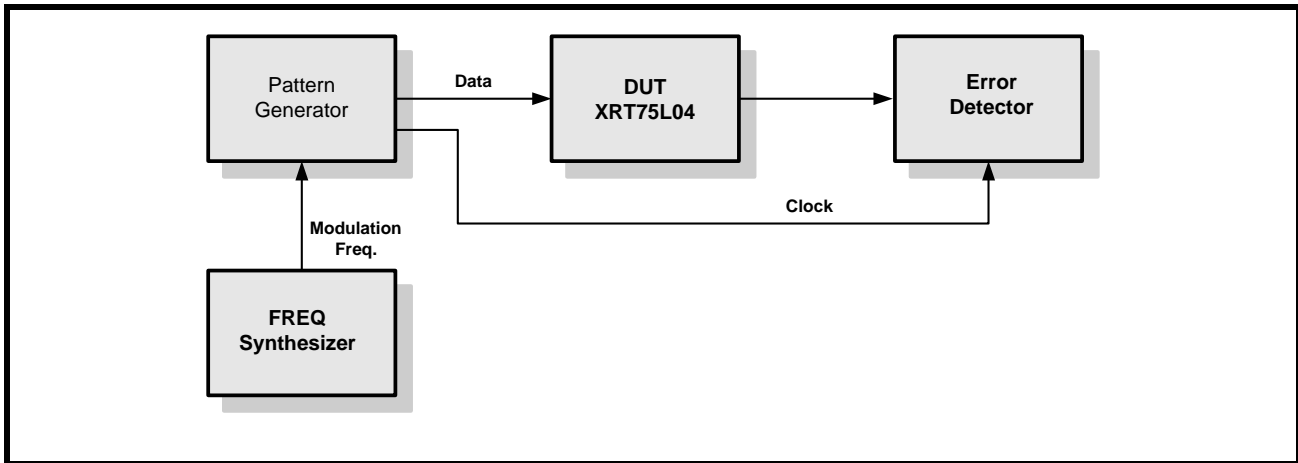 Pattern
Generator
Data
DUT
XRT75L04
Error
Detector
Clock
Modulation
Freq.
FREQ
Synthesizer